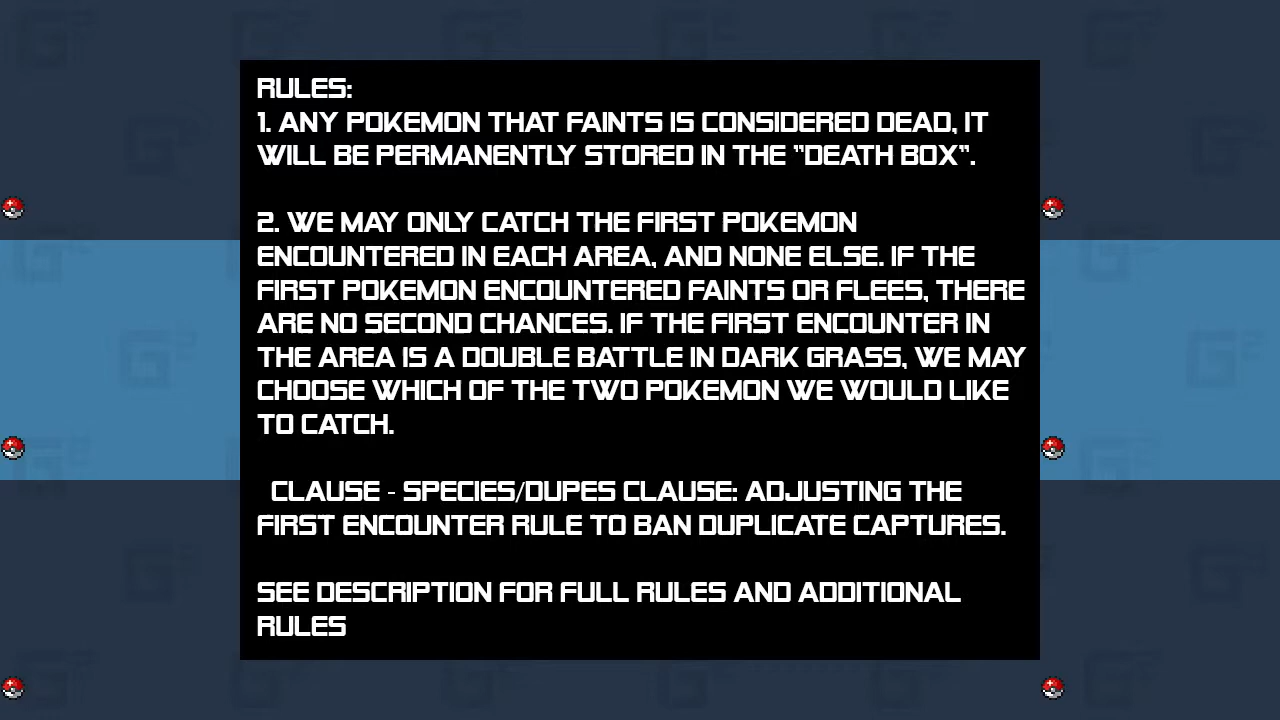 RULES:
1. ANY POKEMON THAT FAINTS IS CONSIDERED DEAD, IT
WILL BE PERMANENTLY STORED IN THE "DEATH BOX".
2. WE MAY ONLY CATCH THE FIRST POKEMON
ENCOUNTERED IN EACH AREA, AND NONE ELSE. IF THE
FIRST POKEMON ENCOUNTERED FAINTS OR FLEES, THERE
ARE NO SECOND CHANCES. IF THE FIRST ENCOUNTER IN
THE AREA IS A DOUBLE BATTLE IN DARK GRASS, WE MAY
CHOOSE WHICH OF THE TWO POKEMON WE WOULD LIKE
TO CATCH.
CLAUSE - SPECIES/DUPES CLAUSE: ADJUSTING THE
FIRST ENCOUNTER RULE TO BAN DUPLICATE CAPTURES.
SEE DESCRIPTION FOR FULL RULES AND ADDITIONAL
RULES